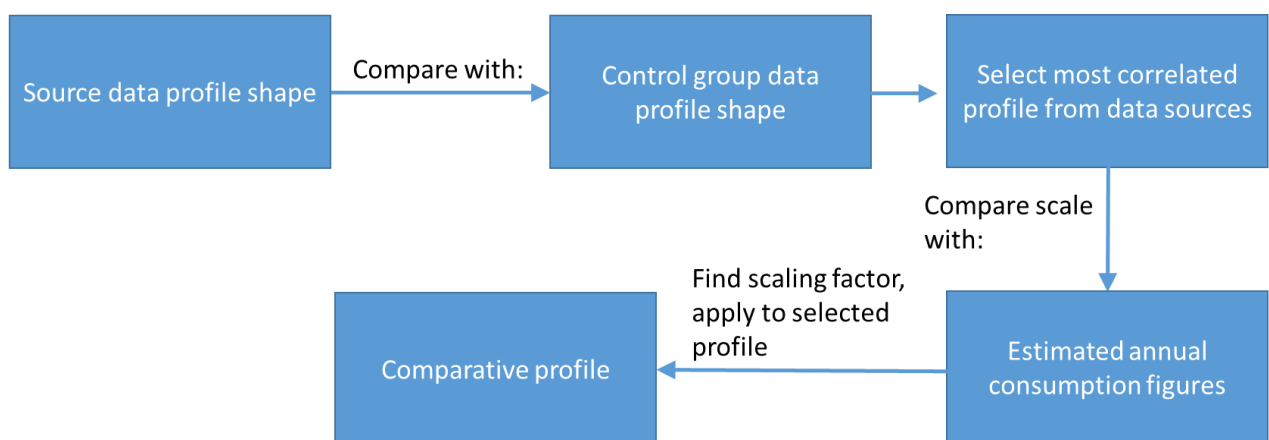 Source data profile shape
Compare with:
Control group data
profile shape
Select most correlated
profile from data sources
Compare scale
with:
Estimated annual
consumption figures
Find scaling factor,
apply to selected
profile
Comparative profile